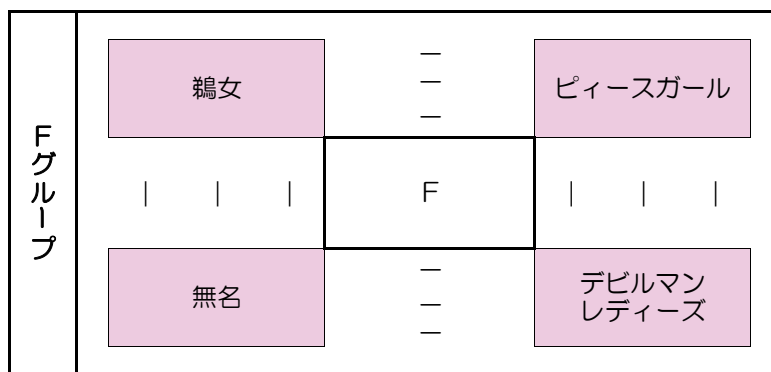 Fグループ
鵜女
ピィースガール
F
無名
デビルマン
レディーズ